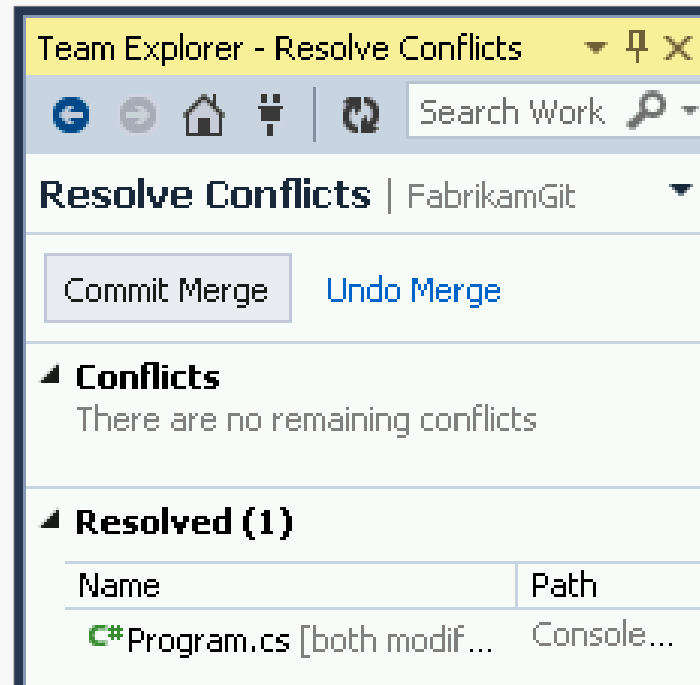 Team Explorer - Resolve Conflicts
Search Work
Resolve Conflicts | FabrikamGit
Commit Merge Undo Merge
Conflicts
There are no remaining conflicts
Resolved (1)
Name Path
C# Program.cs [both modif... Console...